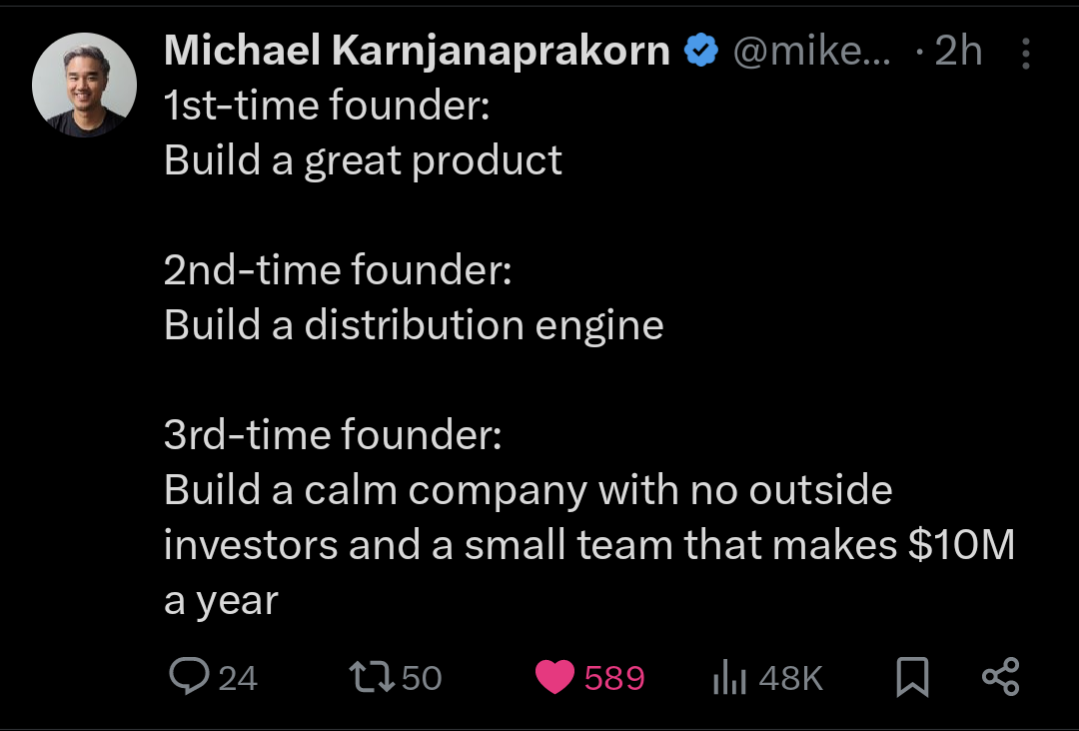 Michael Karnjanaprakorn @mike... · 2h
1st-time founder:
Build a great product
2nd-time founder:
Build a distribution engine
3rd-time founder:
Build a calm company with no outside
investors and a small team that makes $10M
a year
24 50 589 48K